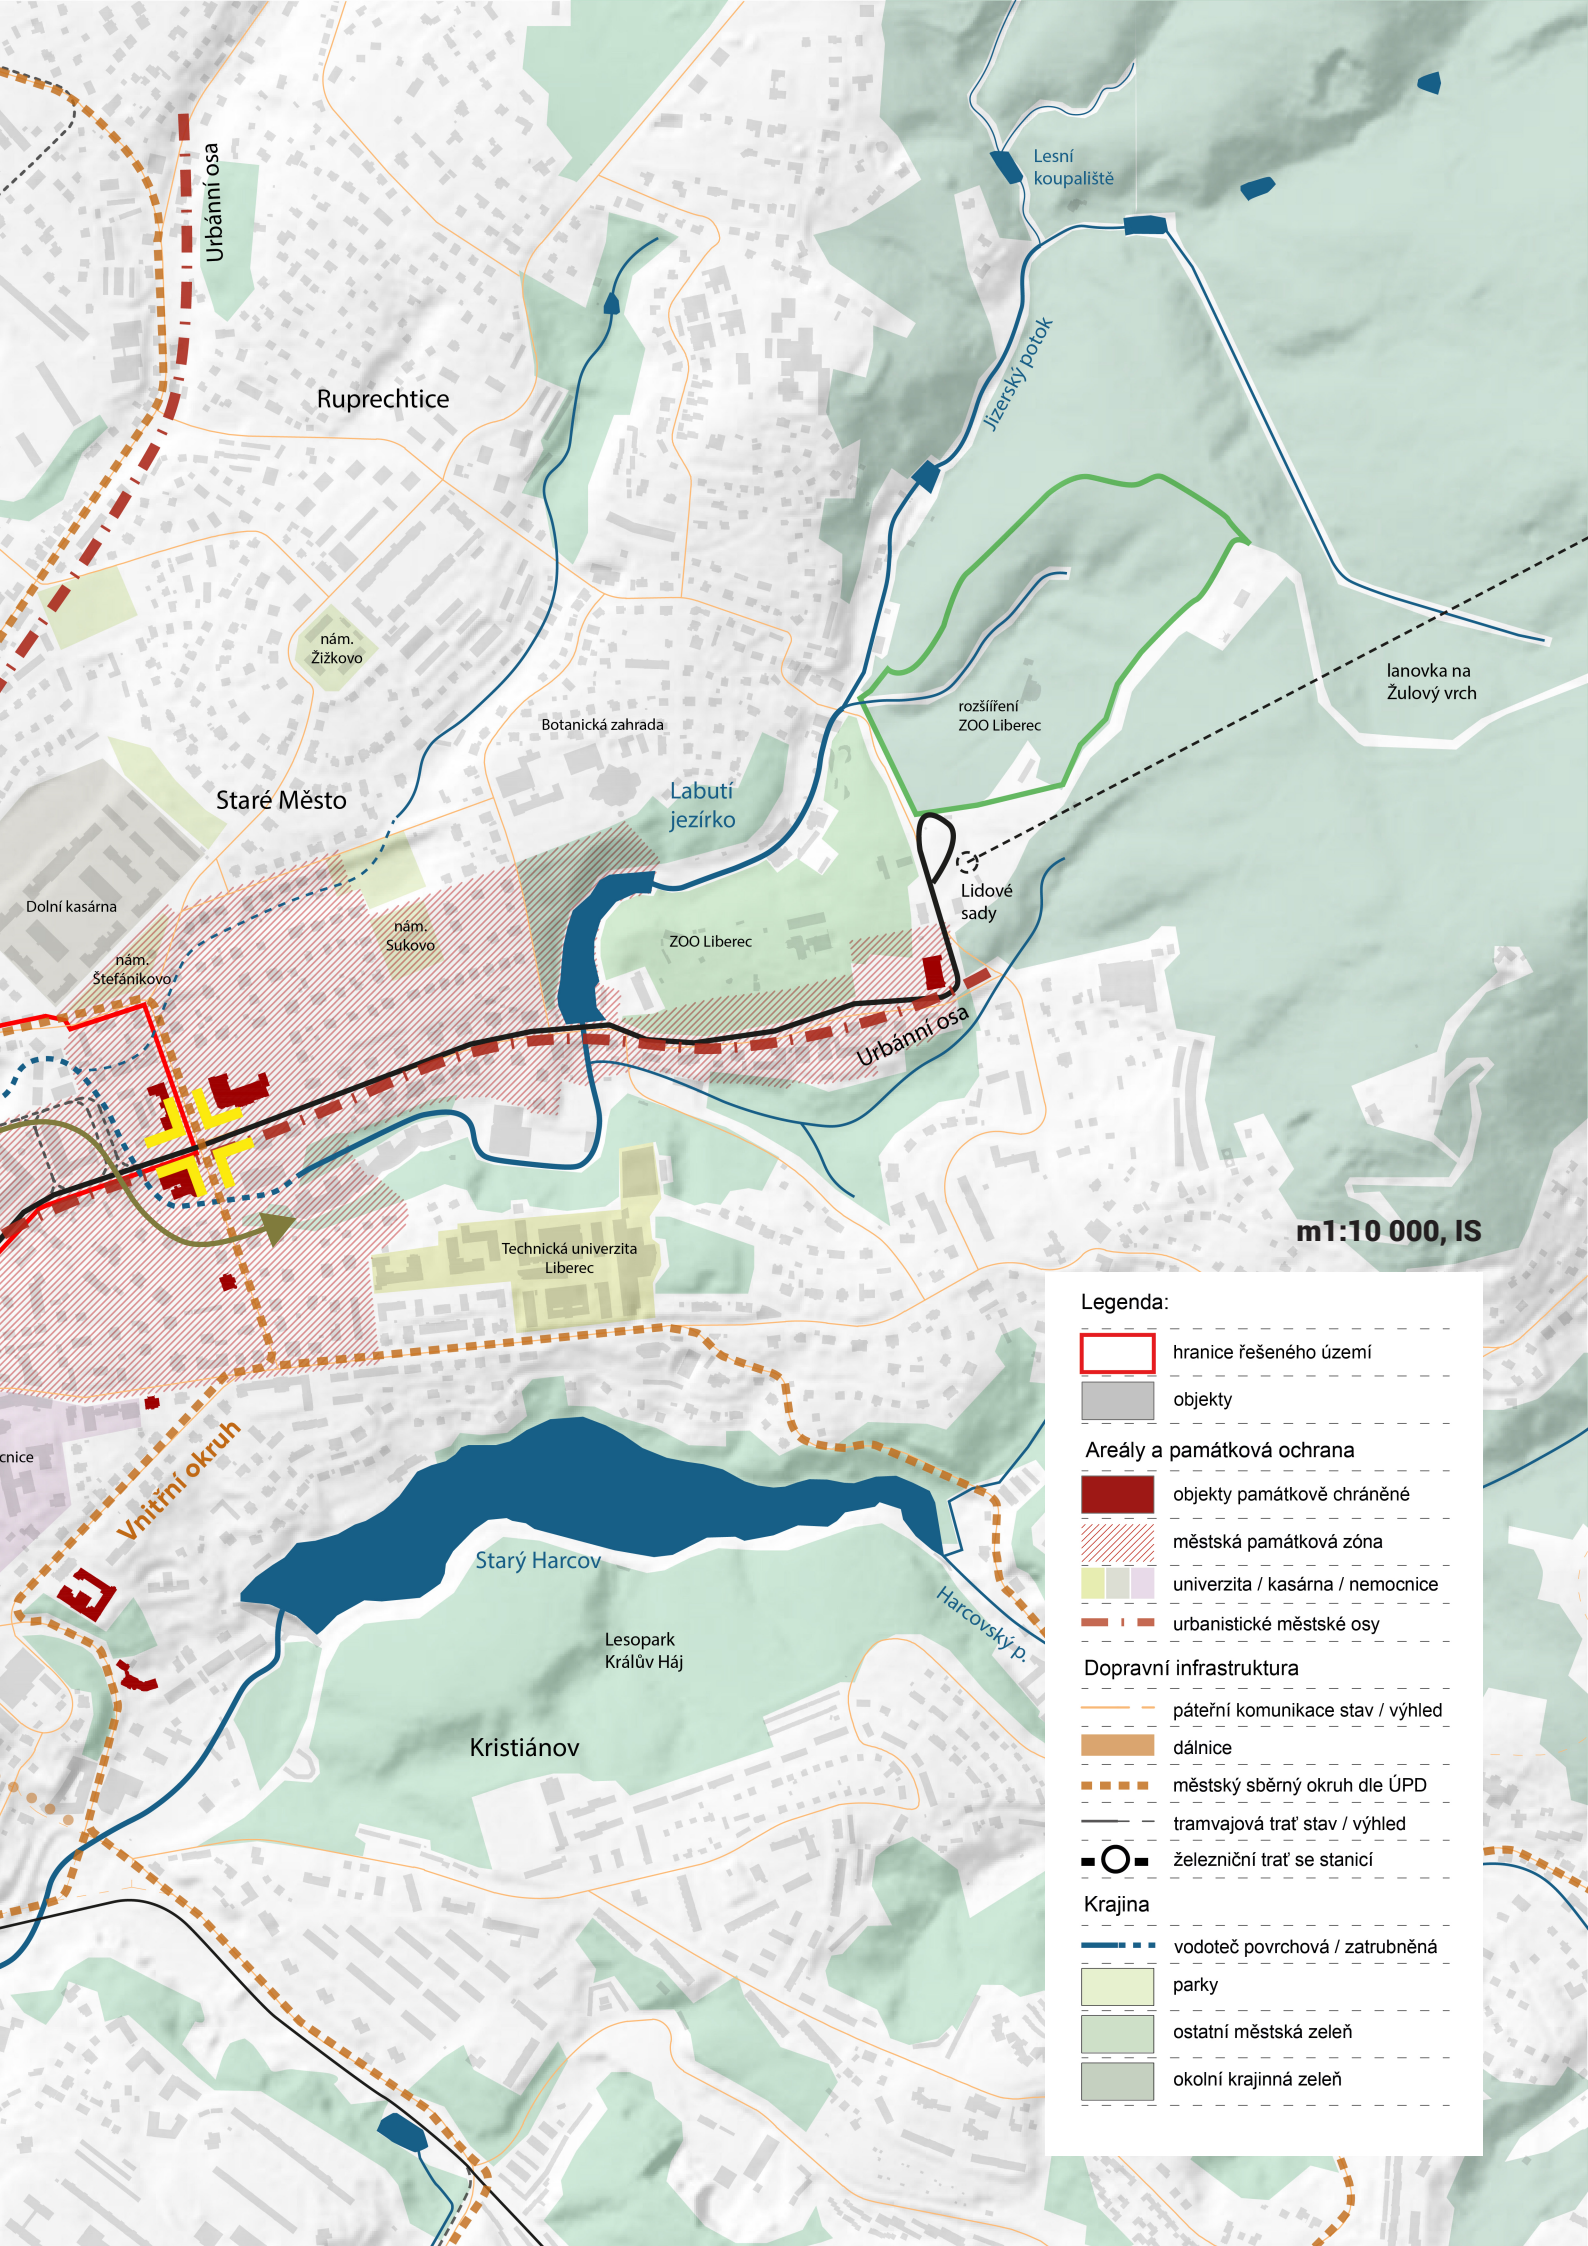 Urbánní osa
Lesní
koupaliště
Jizerský potok
Ruprechtice
nám.
Žižkovo
lanovka na
Žulový vrch
rozšíření
ZOO Liberec
Botanická zahrada
Labutí
jezírko
Staré Město
Dolní kasárna
Lidové
sady
nám.
Sukovo
ZOO Liberec
nám.
Štefánikovo
Urbánní osa
Technická univerzita
Liberec
m1:10 000, IS
cnice
Vnitřní okruh
Starý Harcov
Harcovský p.
Lesopark
Králův Háj
Kristiánov
Legenda:
hranice řešeného území
objekty
Areály a památková ochrana
objekty památkově chráněné
městská památková zóna
univerzita / kasárna / nemocnice
urbanistické městské osy
Dopravní infrastruktura
páteřní komunikace stav / výhled
dálnice
městský sběrný okruh dle ÚPD
tramvajová trať stav / výhled
železniční trať se stanicí
Krajina
vodoteč povrchová / zatrubněná
parky
ostatní městská zeleň
okolní krajinná zeleň